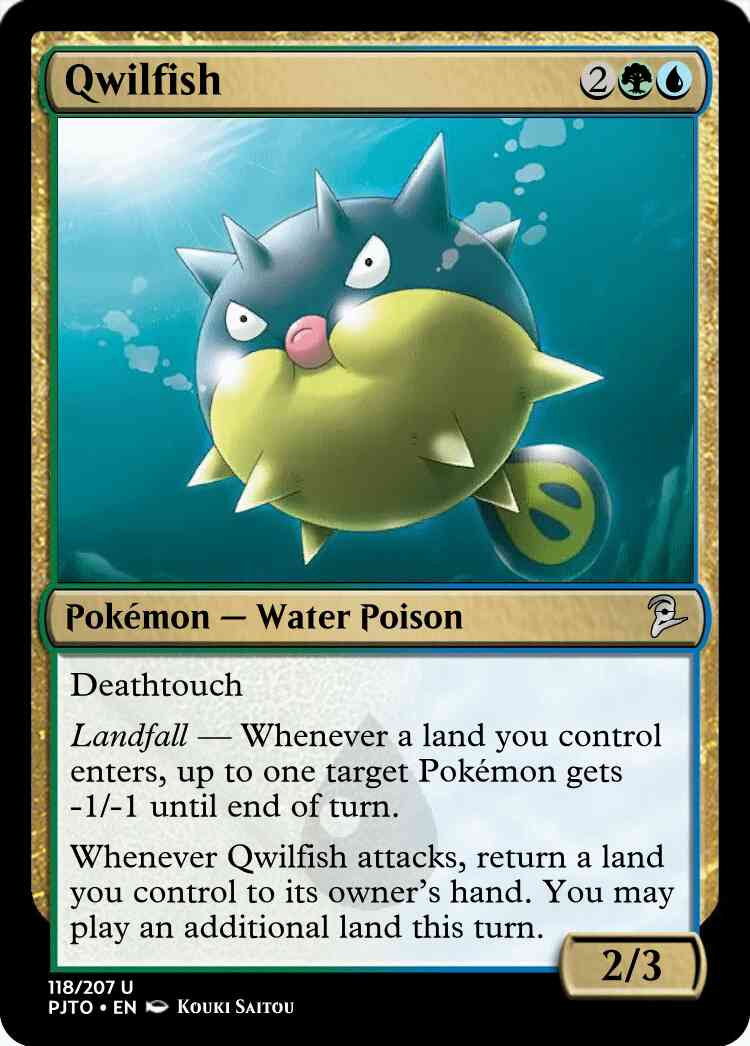 Qwilfish 2
Pokémon — Water Poison
Deathtouch
Landfall — Whenever a land you control
enters, up to one target Pokémon gets
-1/-1 until end of turn.
Whenever Qwilfish attacks, return a land
you control to its owner's hand. You may
play an additional land this turn.
2/3
118/207 U
PJTO • EN Kouki Saitou